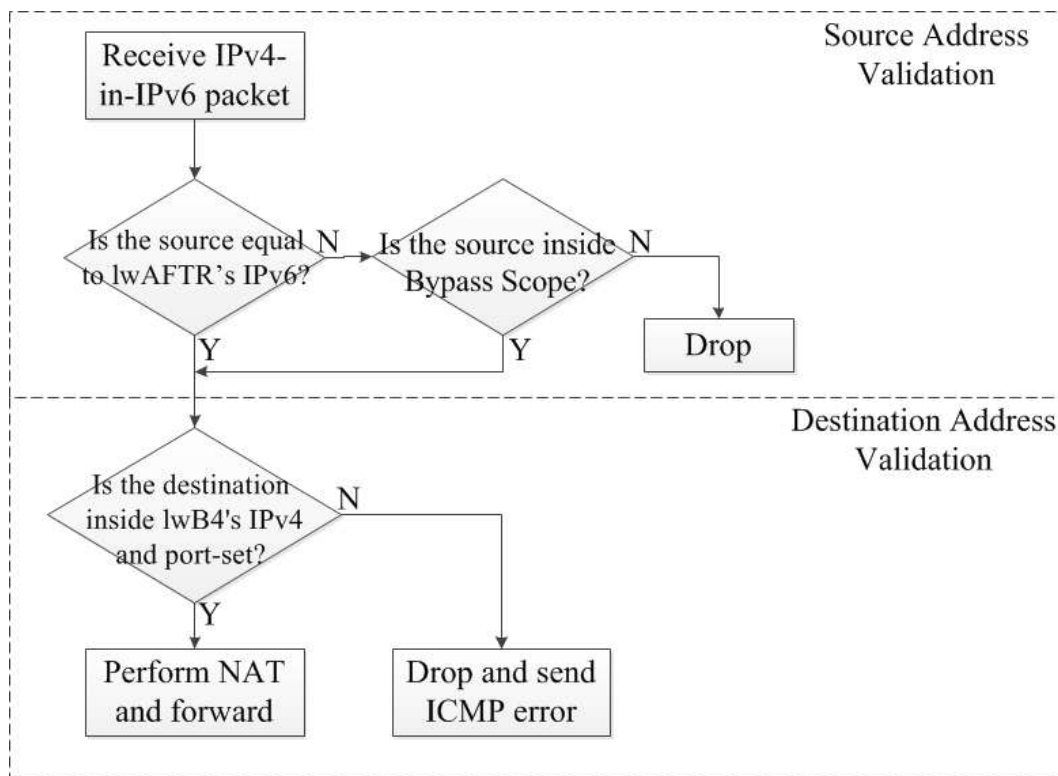 Source Address
Validation
Receive IPv4-
in-IPv6 packet
Is the source equal
to lwAFTR’s IPv6?
N
Is the source inside
Bypass Scope?
N
Y
Y
Drop
Destination Address
Validation
Is the destination
inside lwB4's IPv4
and port-set?
N
Y
Perform NAT
and forward
Drop and send
ICMP error